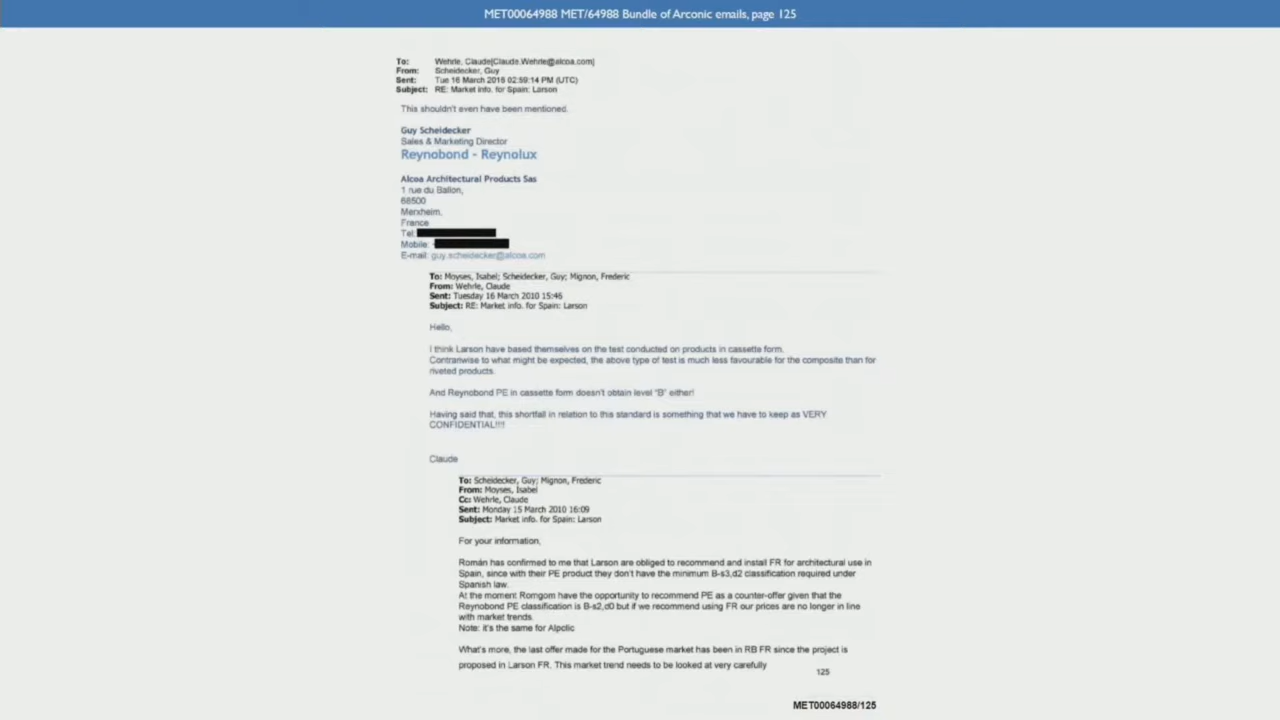 MET00064988 MET/64988 Bundle of Arconic emails, page 125
To: Wehrle, Claude[Claude.Wehrle@alcoa.com]
From: Scheidecker, Guy
Sent: Tue 16 March 2010 02:59:14 PM (UTC)
Subject: RE: Market info. for Spain: Larson
This shouldn't even have been mentioned.
Guy Scheidecker
Sales & Marketing Director
Reynobond - Reynolux
Alcoa Architectural Products Sas
1 rue du Ballon,
68500
Merxheim,
France
Tel:
Mobile:
E-mail: guy.scheidecker@alcoa.com
To: Moyses, Isabel; Scheidecker, Guy; Mignon, Frederic
From: Wehrle, Claude
Sent: Tuesday 16 March 2010 15:46
Subject: RE: Market info. for Spain: Larson
Hello,
I think Larson have based themselves on the test conducted on products in cassette form.
Contrariwise to what might be expected, the above type of test is much less favourable for the composite than for
riveted products.
And Reynobond PE in cassette form doesn't obtain level "B" either!
Having said that, this shortfall in relation to this standard is something that we have to keep as VERY
CONFIDENTIAL!!!!
Claude
To: Scheidecker, Guy; Mignon, Frederic
From: Moyses, Isabel
Cc: Wehrle, Claude
Sent: Monday 15 March 2010 16:09
Subject: Market info. for Spain: Larson
For your information,
Román has confirmed to me that Larson are obliged to recommend and install FR for architectural use in
Spain, since with their PE product they don't have the minimum B-s3,d2 classification required under
Spanish law.
At the moment Romgom have the opportunity to recommend PE as a counter-offer given that the
Reynobond PE classification is B-s2,d0 but if we recommend using FR our prices are no longer in line
with market trends.
Note: it's the same for Alpolic
What's more, the last offer made for the Portuguese market has been in RB FR since the project is
proposed in Larson FR. This market trend needs to be looked at very carefully
125
MET00064988/125